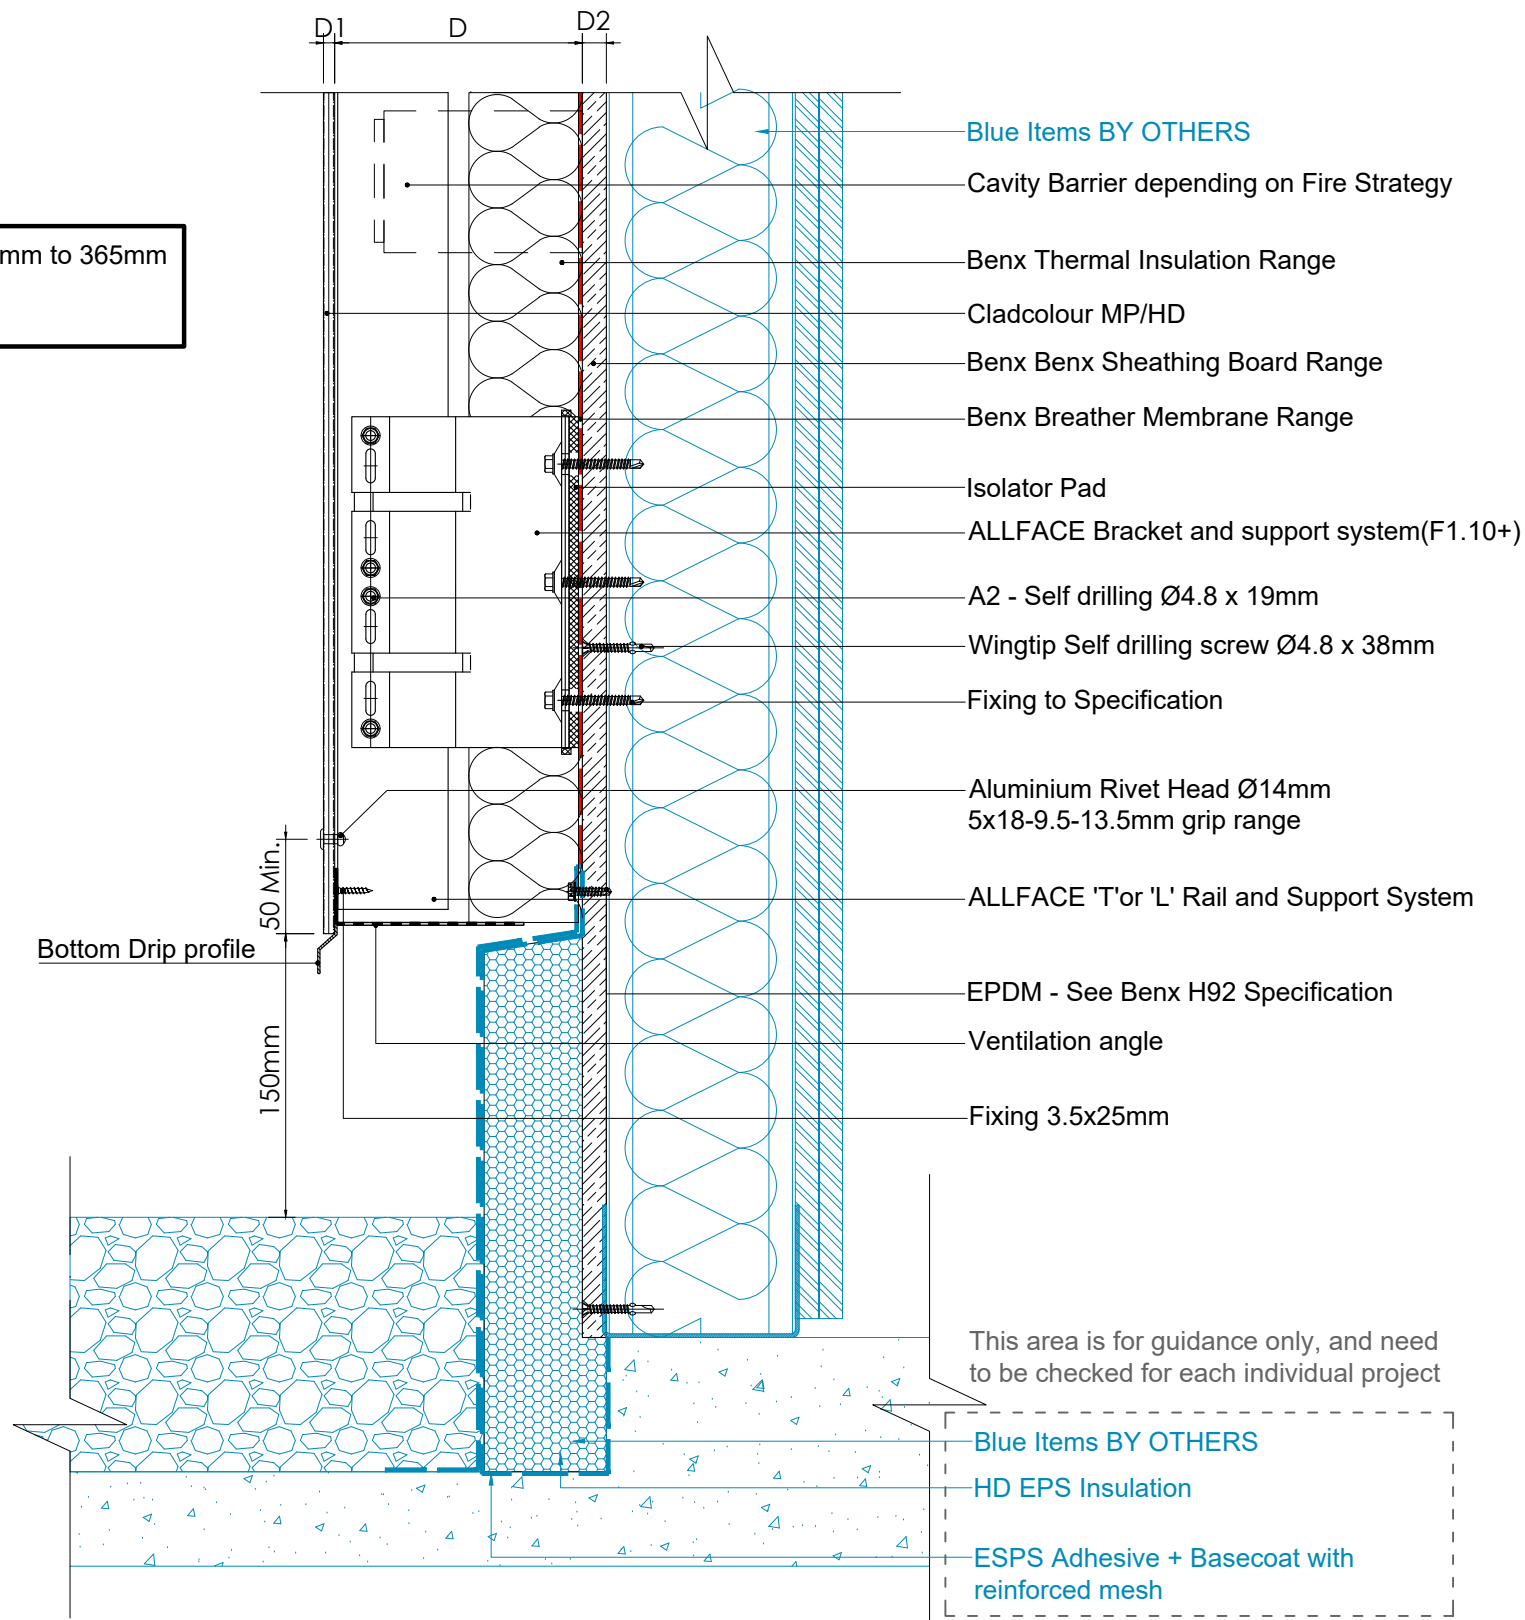 D1
D
D2
mm to 365mm
Blue Items BY OTHERS
Cavity Barrier depending on Fire Strategy
Benx Thermal Insulation Range
Cladcolour MP/HD
Benx Benx Sheathing Board Range
Benx Breather Membrane Range
Isolator Pad
ALLFACE Bracket and support system(F1.10+)
A2 - Self drilling Ø4.8 x 19mm
Wingtip Self drilling screw Ø4.8 x 38mm
Fixing to Specification
Aluminium Rivet Head Ø14mm
5x18-9.5-13.5mm grip range
50 Min.
ALLFACE 'T'or 'L' Rail and Support System
Bottom Drip profile
EPDM - See Benx H92 Specification
Ventilation angle
150mm
Fixing 3.5x25mm
This area is for guidance only, and need
to be checked for each individual project
Blue Items BY OTHERS
HD EPS Insulation
ESPS Adhesive + Basecoat with
reinforced mesh